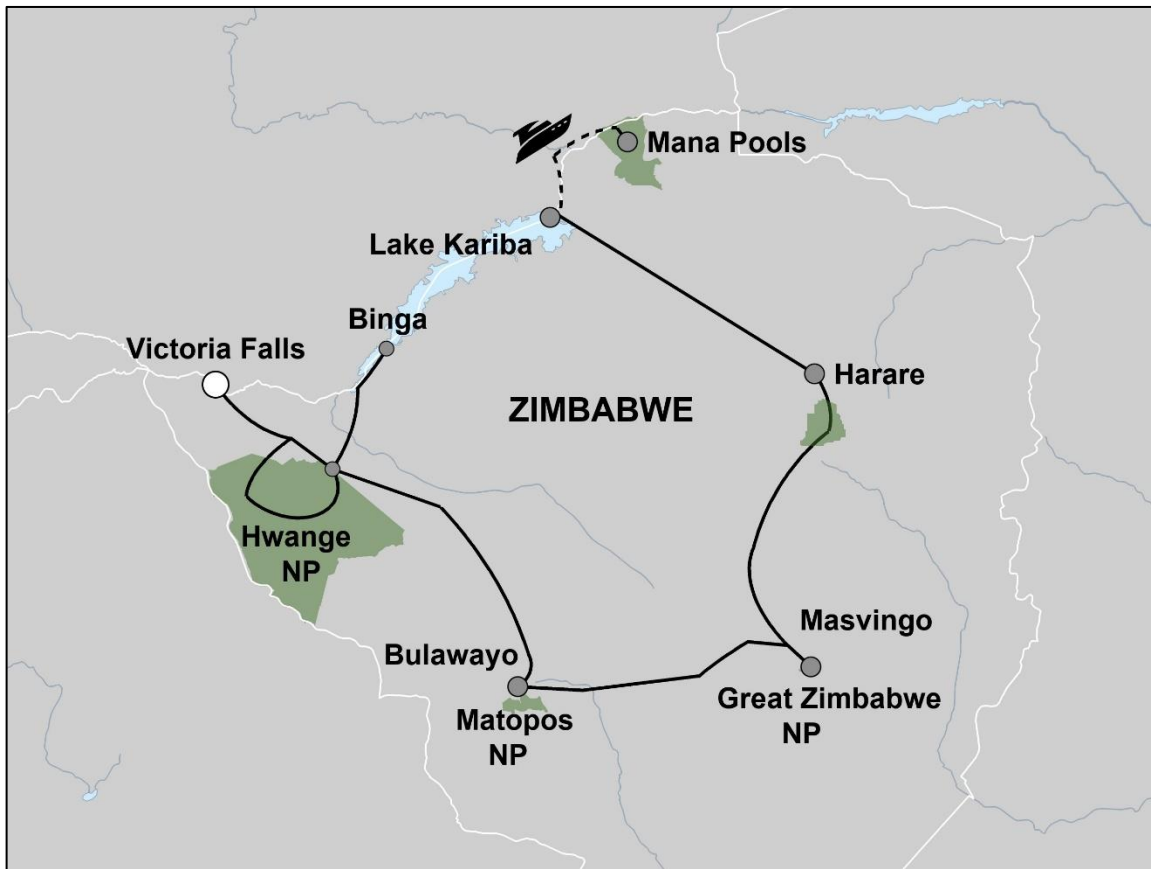 Mana Pools
Lake Kariba
Binga
Victoria Falls
Harare
ZIMBABWE
Hwange
NP
Masvingo
Bulawayo
Great Zimbabwe
NP
Matopos
NP